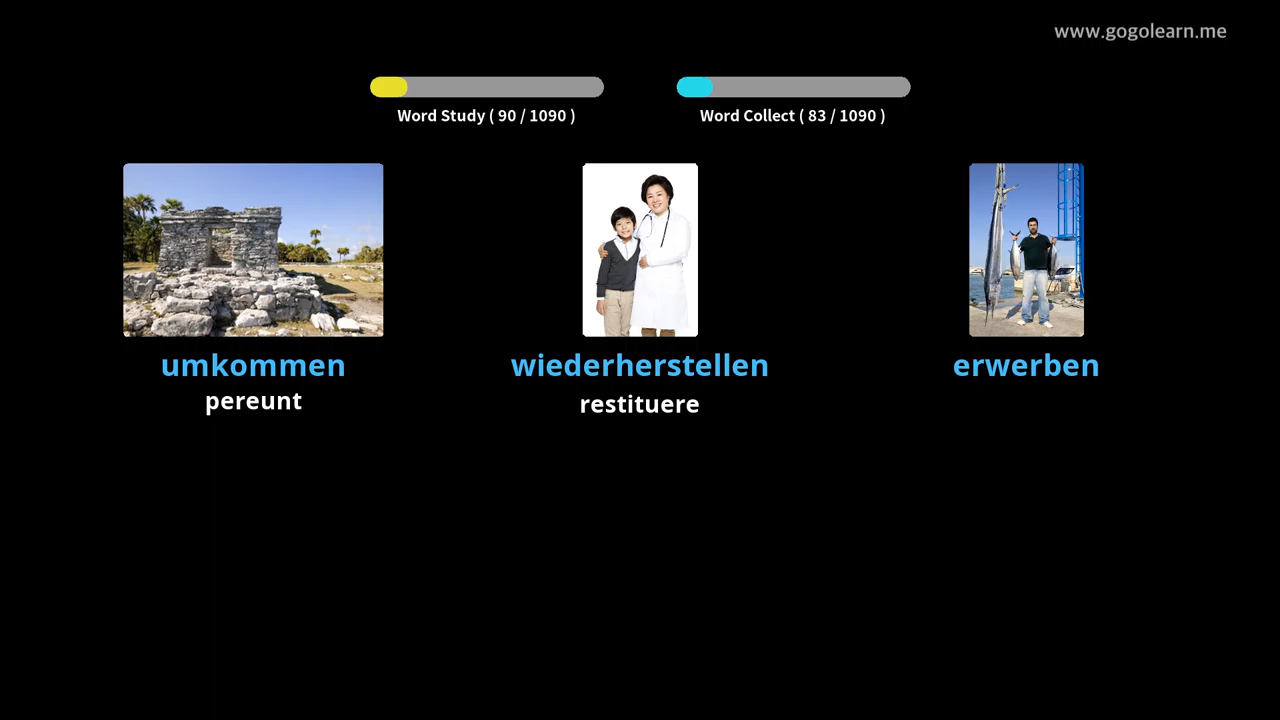 www.gogolearn.me
Word Study ( 90 / 1090 )
Word Collect ( 83 / 1090 )
umkommen
pereunt
wiederherstellen
restituere
erwerben